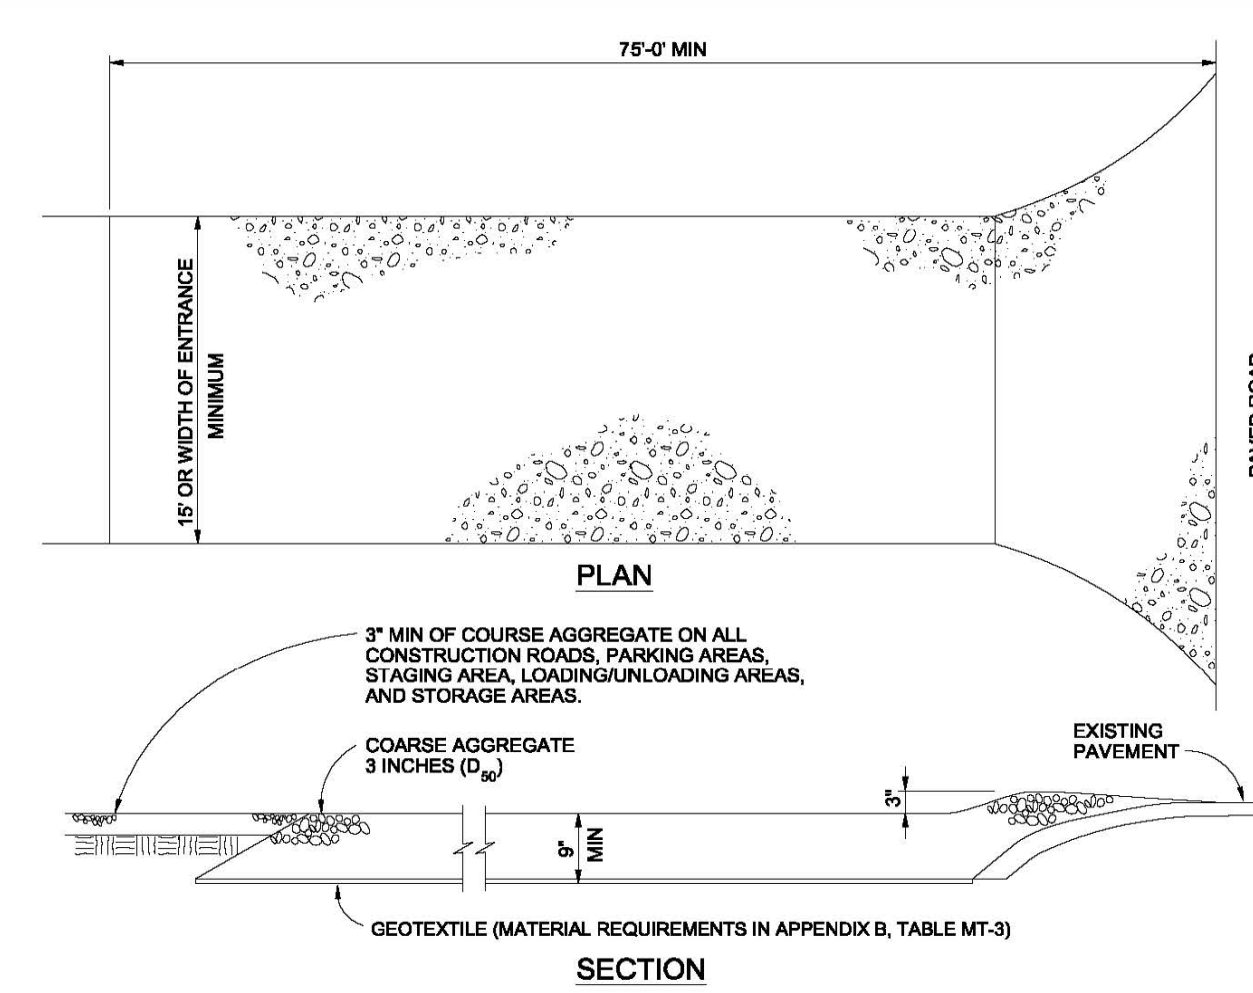 75'-0' MIN
15' OR WIDTH OF ENTRANCE
MINIMUM
PLAN
3" MIN OF COURSE AGGREGATE ON ALL
CONSTRUCTION ROADS, PARKING AREAS,
STAGING AREA, LOADING/UNLOADING AREAS,
AND STORAGE AREAS.
COARSE AGGREGATE
3 INCHES (D50)
EXISTING
PAVEMENT
3"
9"
MIN
GEOTEXTILE (MATERIAL REQUIREMENTS IN APPENDIX B, TABLE MT-3)
SECTION